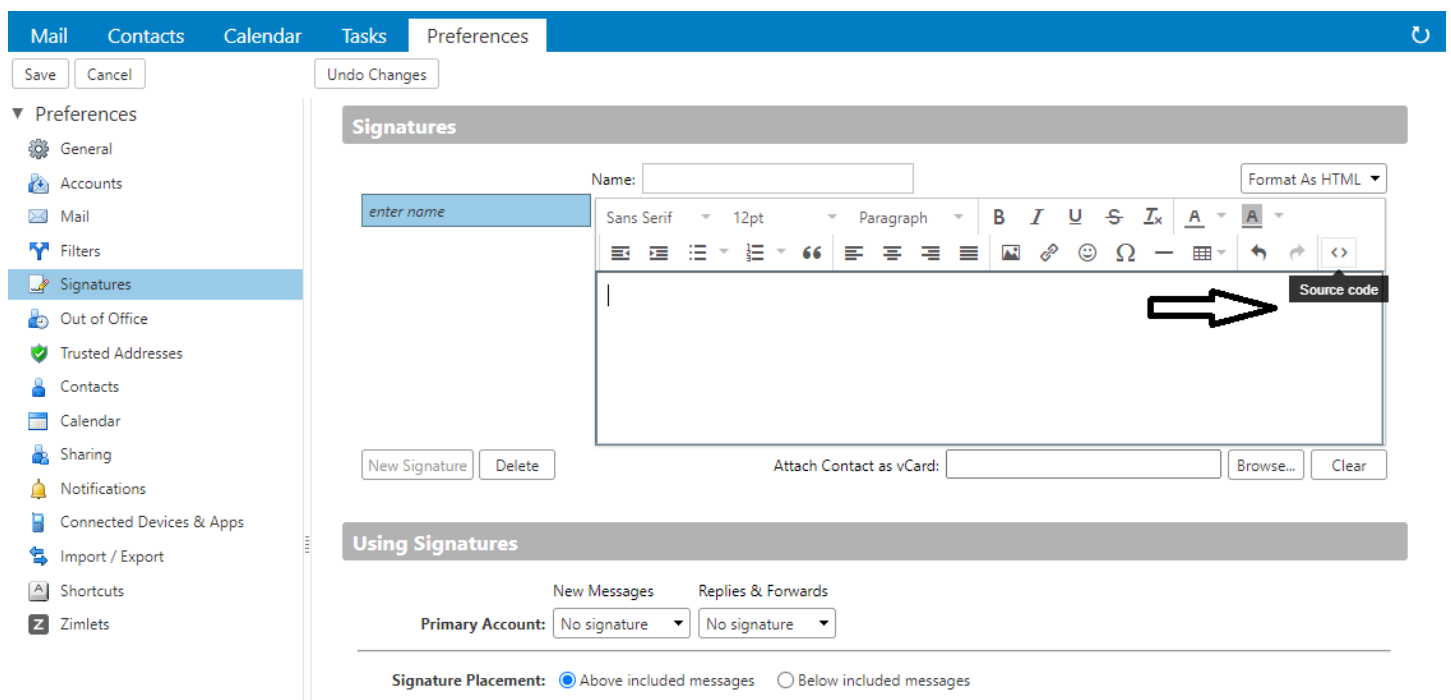 Mail Contacts Calendar Tasks Preferences
Save Cancel Undo Changes
Preferences
General
Accounts
Mail
Filters
Signatures
Out of Office
Trusted Addresses
Contacts
Calendar
Sharing
Notifications
Connected Devices & Apps
Import / Export
A Shortcuts
Z Zimlets
Signatures
Name: Format As HTML
enter name
Sans Serif 12pt Paragraph B I U S Ix A A
Ω
Source code
New Signature Delete Attach Contact as vCard: Browse... Clear
Using Signatures
New Messages Replies & Forwards
Primary Account: No signature No signature
Signature Placement: Above included messages Below included messages